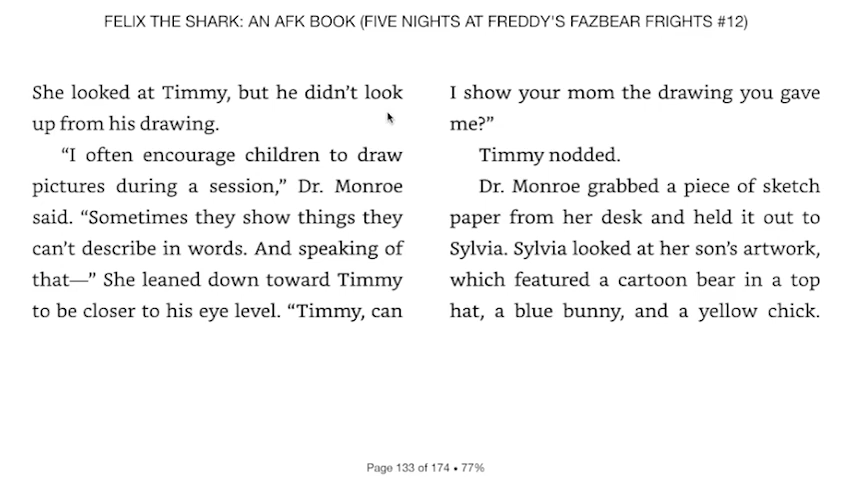 FELIX THE SHARK: AN AFK BOOK (FIVE NIGHTS AT FREDDY'S FAZBEAR FRIGHTS #12)
She looked at Timmy, but he didn’t look
up from his drawing.
“I often encourage children to draw
pictures during a session,” Dr. Monroe
said. “Sometimes they show things they
can’t describe in words. And speaking of
that—” She leaned down toward Timmy
to be closer to his eye level. “Timmy, can
I show your mom the drawing you gave
me?”
Timmy nodded.
Dr. Monroe grabbed a piece of sketch
paper from her desk and held it out to
Sylvia. Sylvia looked at her son’s artwork,
which featured a cartoon bear in a top
hat, a blue bunny, and a yellow chick.
Page 133 of 174 • 77%